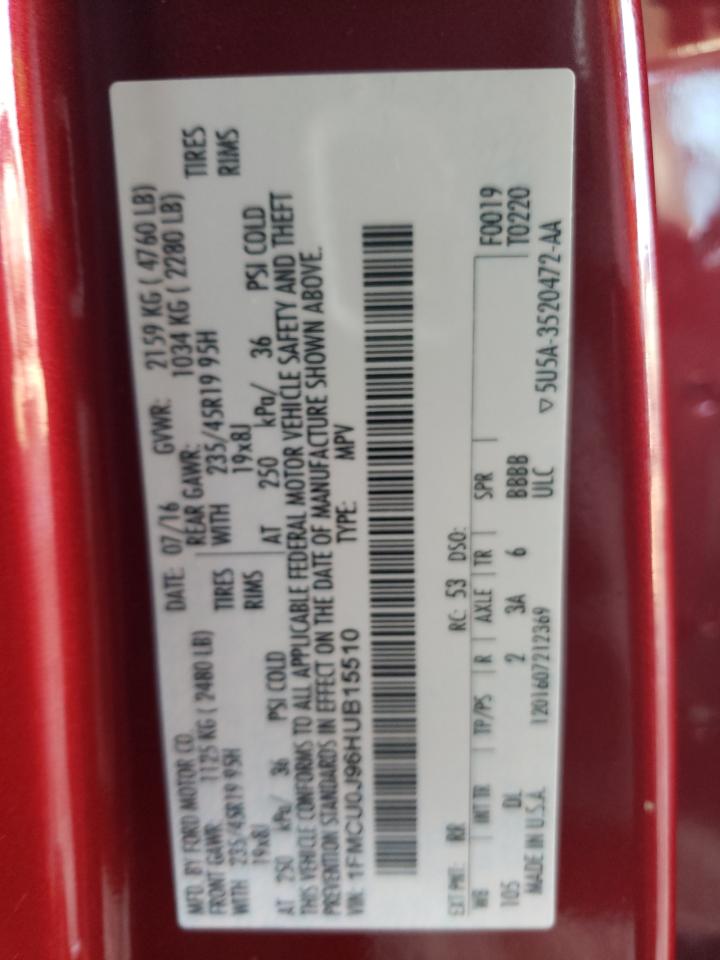 MFD. BY FORD MOTOR CO. DATE: 07/16 GVWR: 2159 KG ( 4760 LB)
FRONT GAWR: 1125 KG ( 2480 LB) REAR GAWR: 1034 KG ( 2280 LB)
WITH 235/45R19 95H TIRES WITH 235/45R19 95H TIRES
19x8J RIMS 19x8J RIMS
AT 250 kPa/ 36 PSI COLD AT 250 kPa/ 36 PSI COLD
THIS VEHICLE CONFORMS TO ALL APPLICABLE FEDERAL MOTOR VEHICLE SAFETY AND THEFT
PREVENTION STANDARDS IN EFFECT ON THE DATE OF MANUFACTURE SHOWN ABOVE.
VIN: 1FMCU0J96HUB15510 TYPE: MPV
EXT PNT: RR RC: 53 DSO:
WB INT TR TP/PS R AXLE TR SPR F0019
105 DL 2 3A 6 BBBB T0220
MADE IN U.S.A. 1201607212369 ULC
▽ 5U5A-3520472-AA